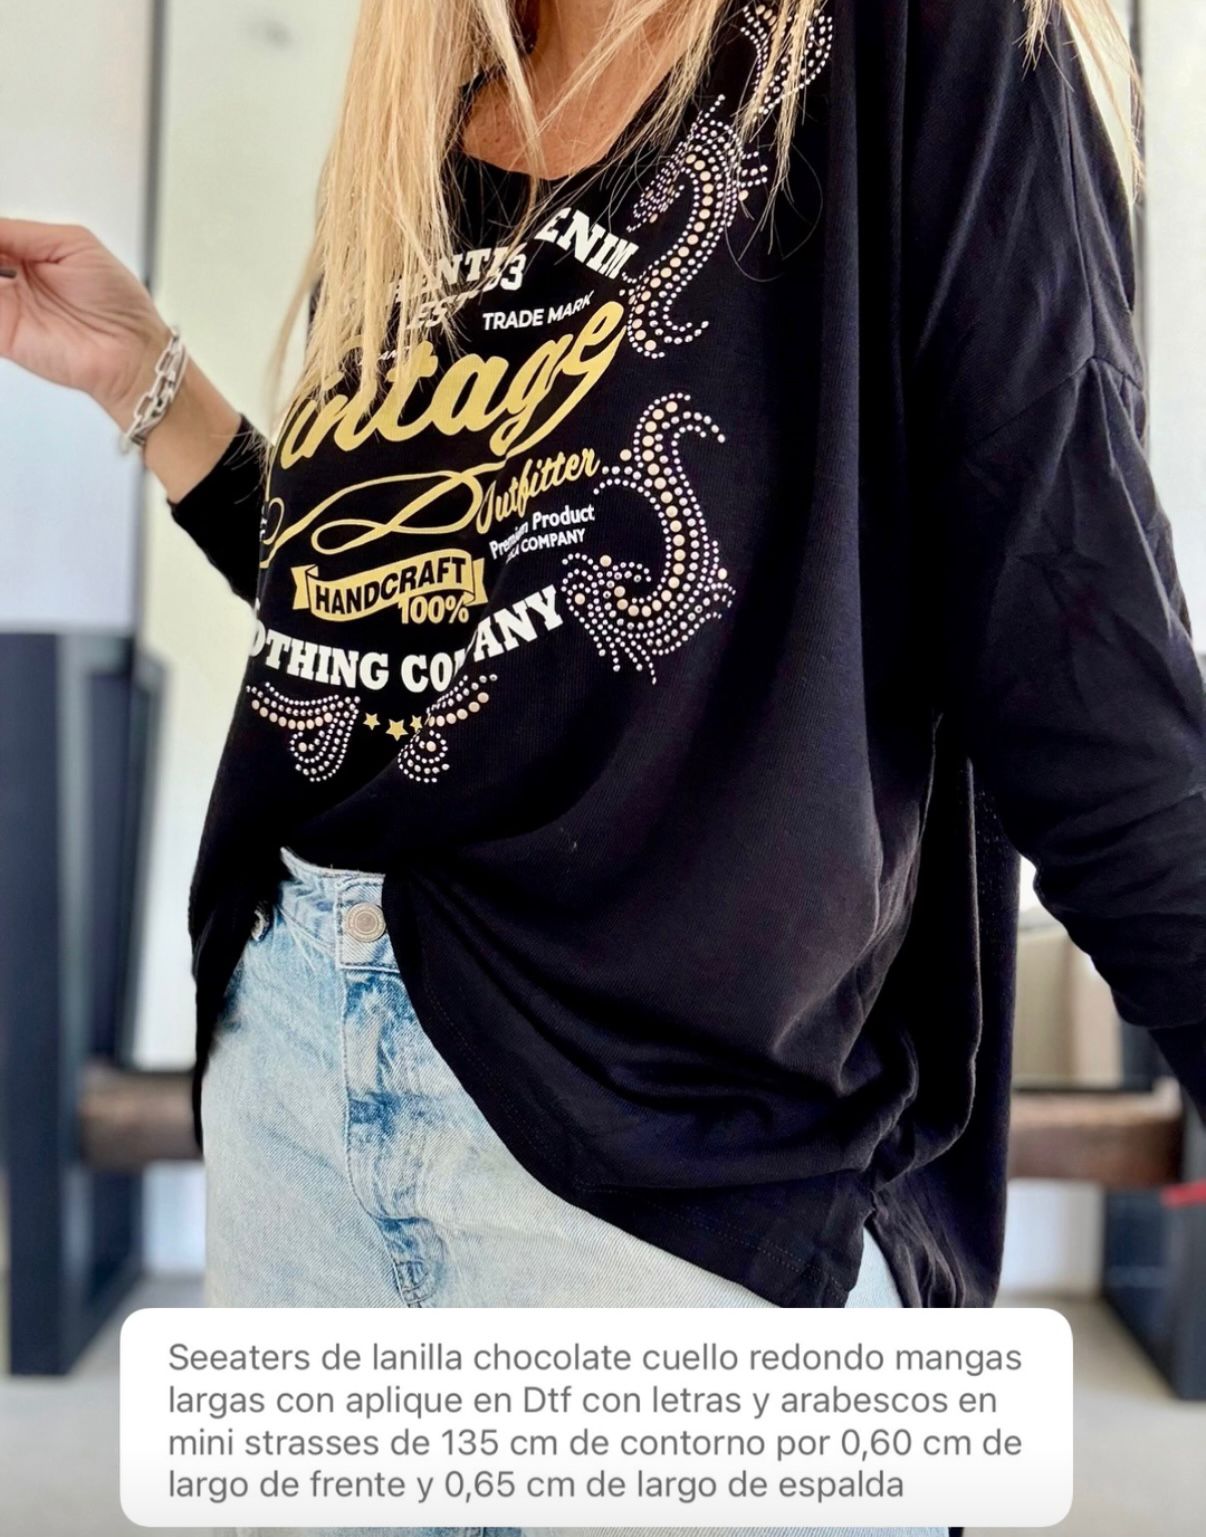 ENIM
TRADE MARK
Outfitter
Product
COMPANY
HANDCRAFT
100%
Seeaters de lanilla chocolate cuello redondo mangas
largas con aplique en Dtf con letras y arabescos en
mini strasses de 135 cm de contorno por 0,60 cm de
largo de frente y 0,65 cm de largo de espalda